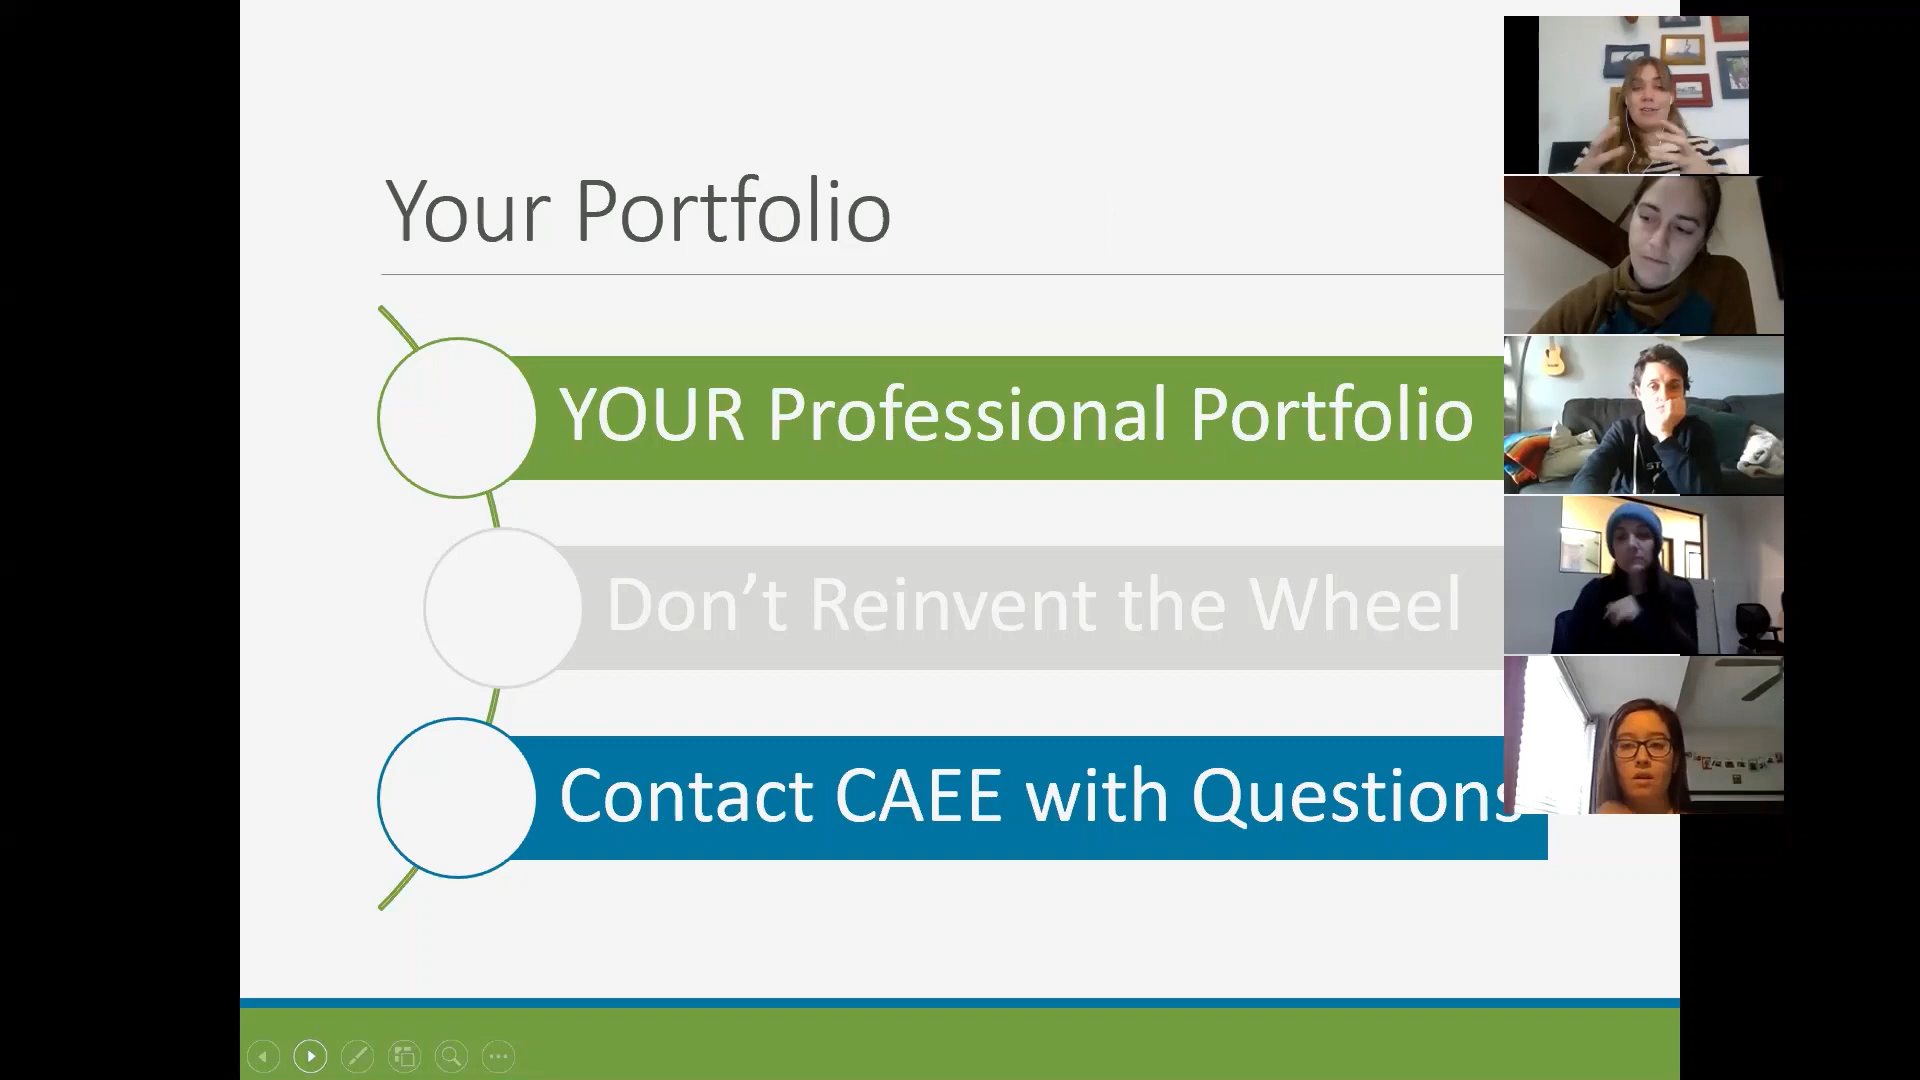 Your Portfolio
YOUR Professional Portfolio
Don’t Reinvent the Wheel
Contact CAEE with Questions